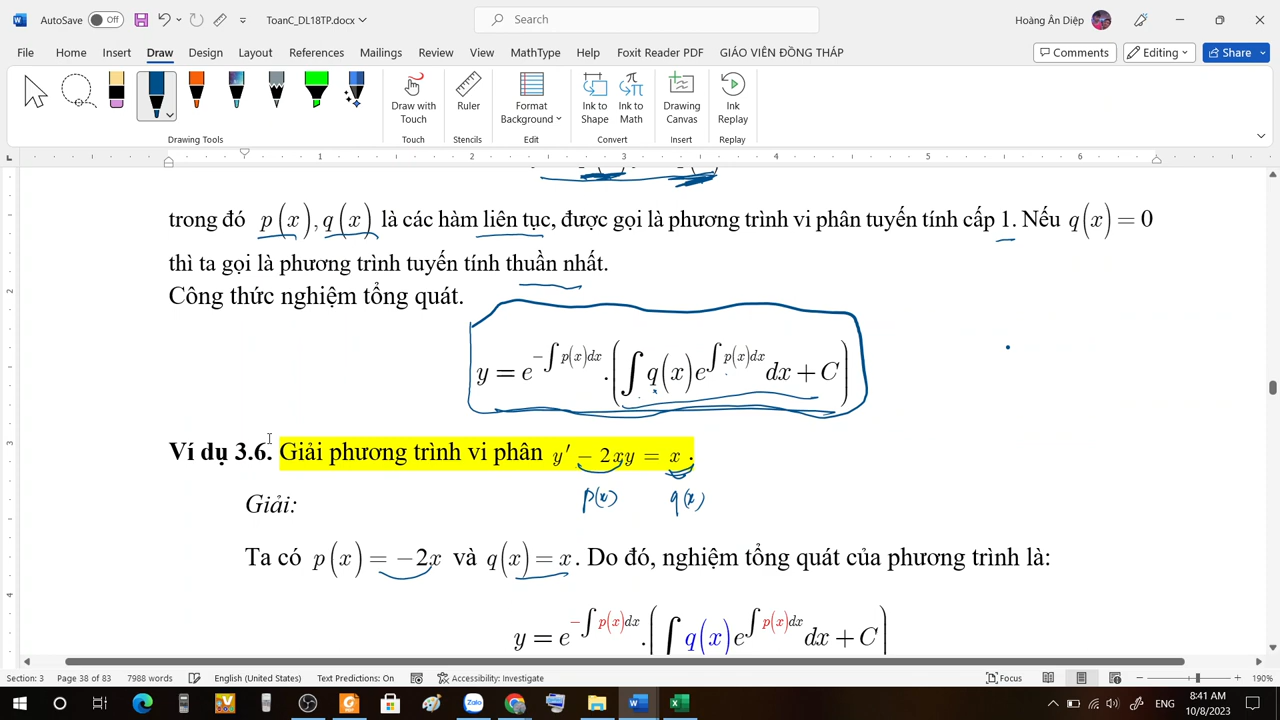 AutoSave Off ToanC_DL18TP.docx Search Hoàng Ân Diệp
File Home Insert Draw Design Layout References Mailings Review View MathType Help Foxit Reader PDF GIÁO VIÊN ĐỒNG THÁP Comments Editing Share
Draw with Touch Ruler Format Background Ink to Shape Ink to Math Drawing Canvas Ink Replay
Drawing Tools Touch Stencils Edit Convert Insert Replay
1 2 3 4 5 6
trong đó p(x), q(x) là các hàm liên tục, được gọi là phương trình vi phân tuyến tính cấp 1. Nếu q(x) = 0
thì ta gọi là phương trình tuyến tính thuần nhất.
Công thức nghiệm tổng quát.
y = e^{-∫p(x)dx}.(∫q(x)e^{∫p(x)dx}dx + C)
Ví dụ 3.6. Giải phương trình vi phân y′ − 2xy = x.
p(x) q(x)
Giải:
Ta có p(x) = −2x và q(x) = x. Do đó, nghiệm tổng quát của phương trình là:
y = e^{-∫p(x)dx}.(∫q(x)e^{∫p(x)dx}dx + C)
Section: 3 Page 38 of 83 7988 words English (United States) Text Predictions: On Accessibility: Investigate Focus 190%
Zalo ENG 8:41 AM
10/8/2023